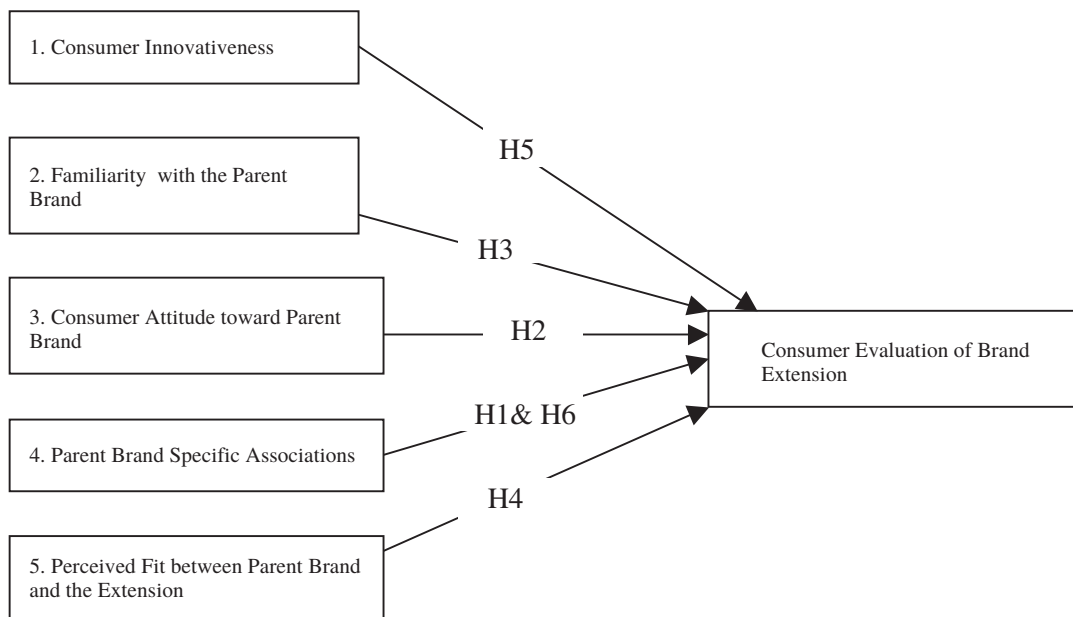 1. Consumer Innovativeness
H5
2. Familiarity with the Parent
Brand
H3
3. Consumer Attitude toward Parent
Brand
H2
Consumer Evaluation of Brand
Extension
H1& H6
4. Parent Brand Specific Associations
H4
5. Perceived Fit between Parent Brand
and the Extension